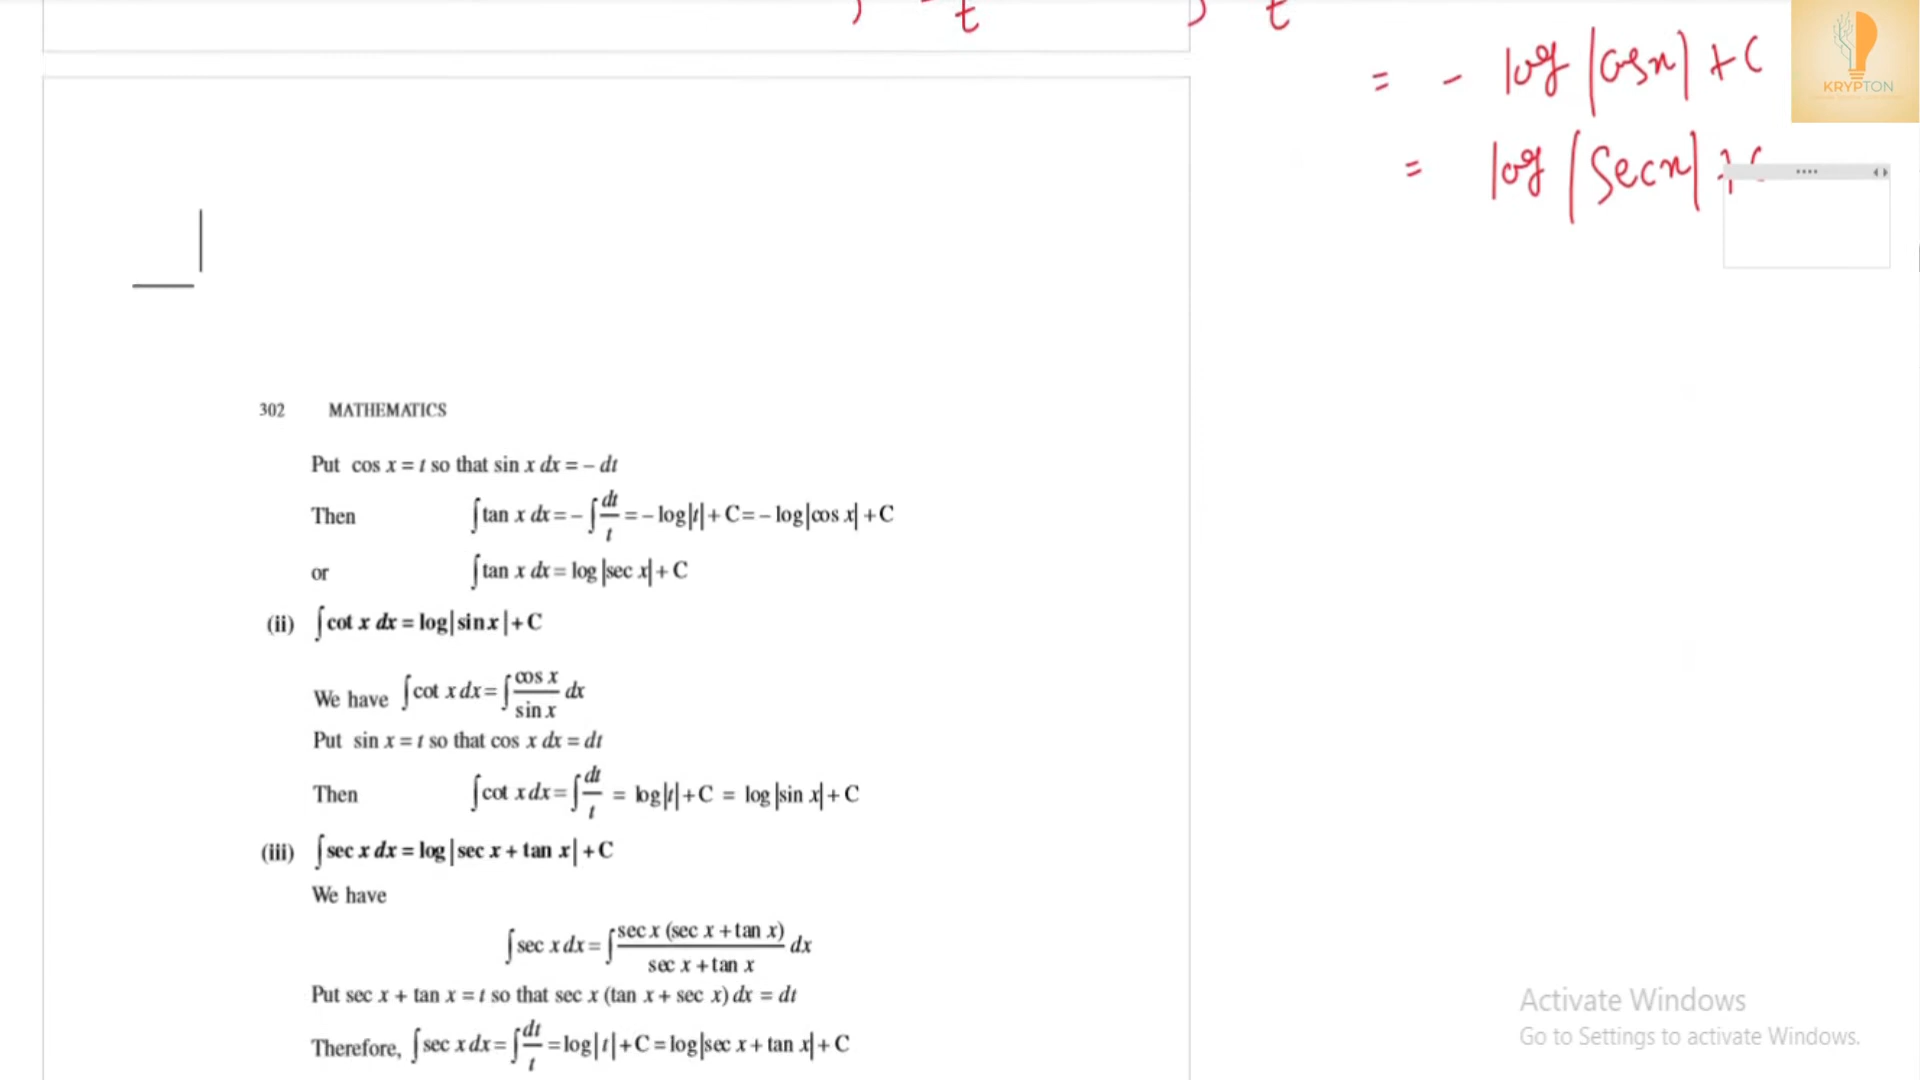 t t
= - log |cosx| + C
= log |Secx| + C
KRYPTON
302 MATHEMATICS
Put cos x = t so that sin x dx = – dt
Then ∫ tan x dx = – ∫ dt/t = – log|t| + C = – log|cos x| + C
or ∫ tan x dx = log |sec x| + C
(ii) ∫ cot x dx = log|sin x| + C
We have ∫ cot x dx = ∫ cos x/sin x dx
Put sin x = t so that cos x dx = dt
Then ∫ cot x dx = ∫ dt/t = log|t| + C = log |sin x| + C
(iii) ∫ sec x dx = log|sec x + tan x| + C
We have
∫ sec x dx = ∫ sec x (sec x + tan x)/sec x + tan x dx
Put sec x + tan x = t so that sec x (tan x + sec x) dx = dt
Therefore, ∫ sec x dx = ∫ dt/t = log|t| + C = log|sec x + tan x| + C
Activate Windows
Go to Settings to activate Windows.